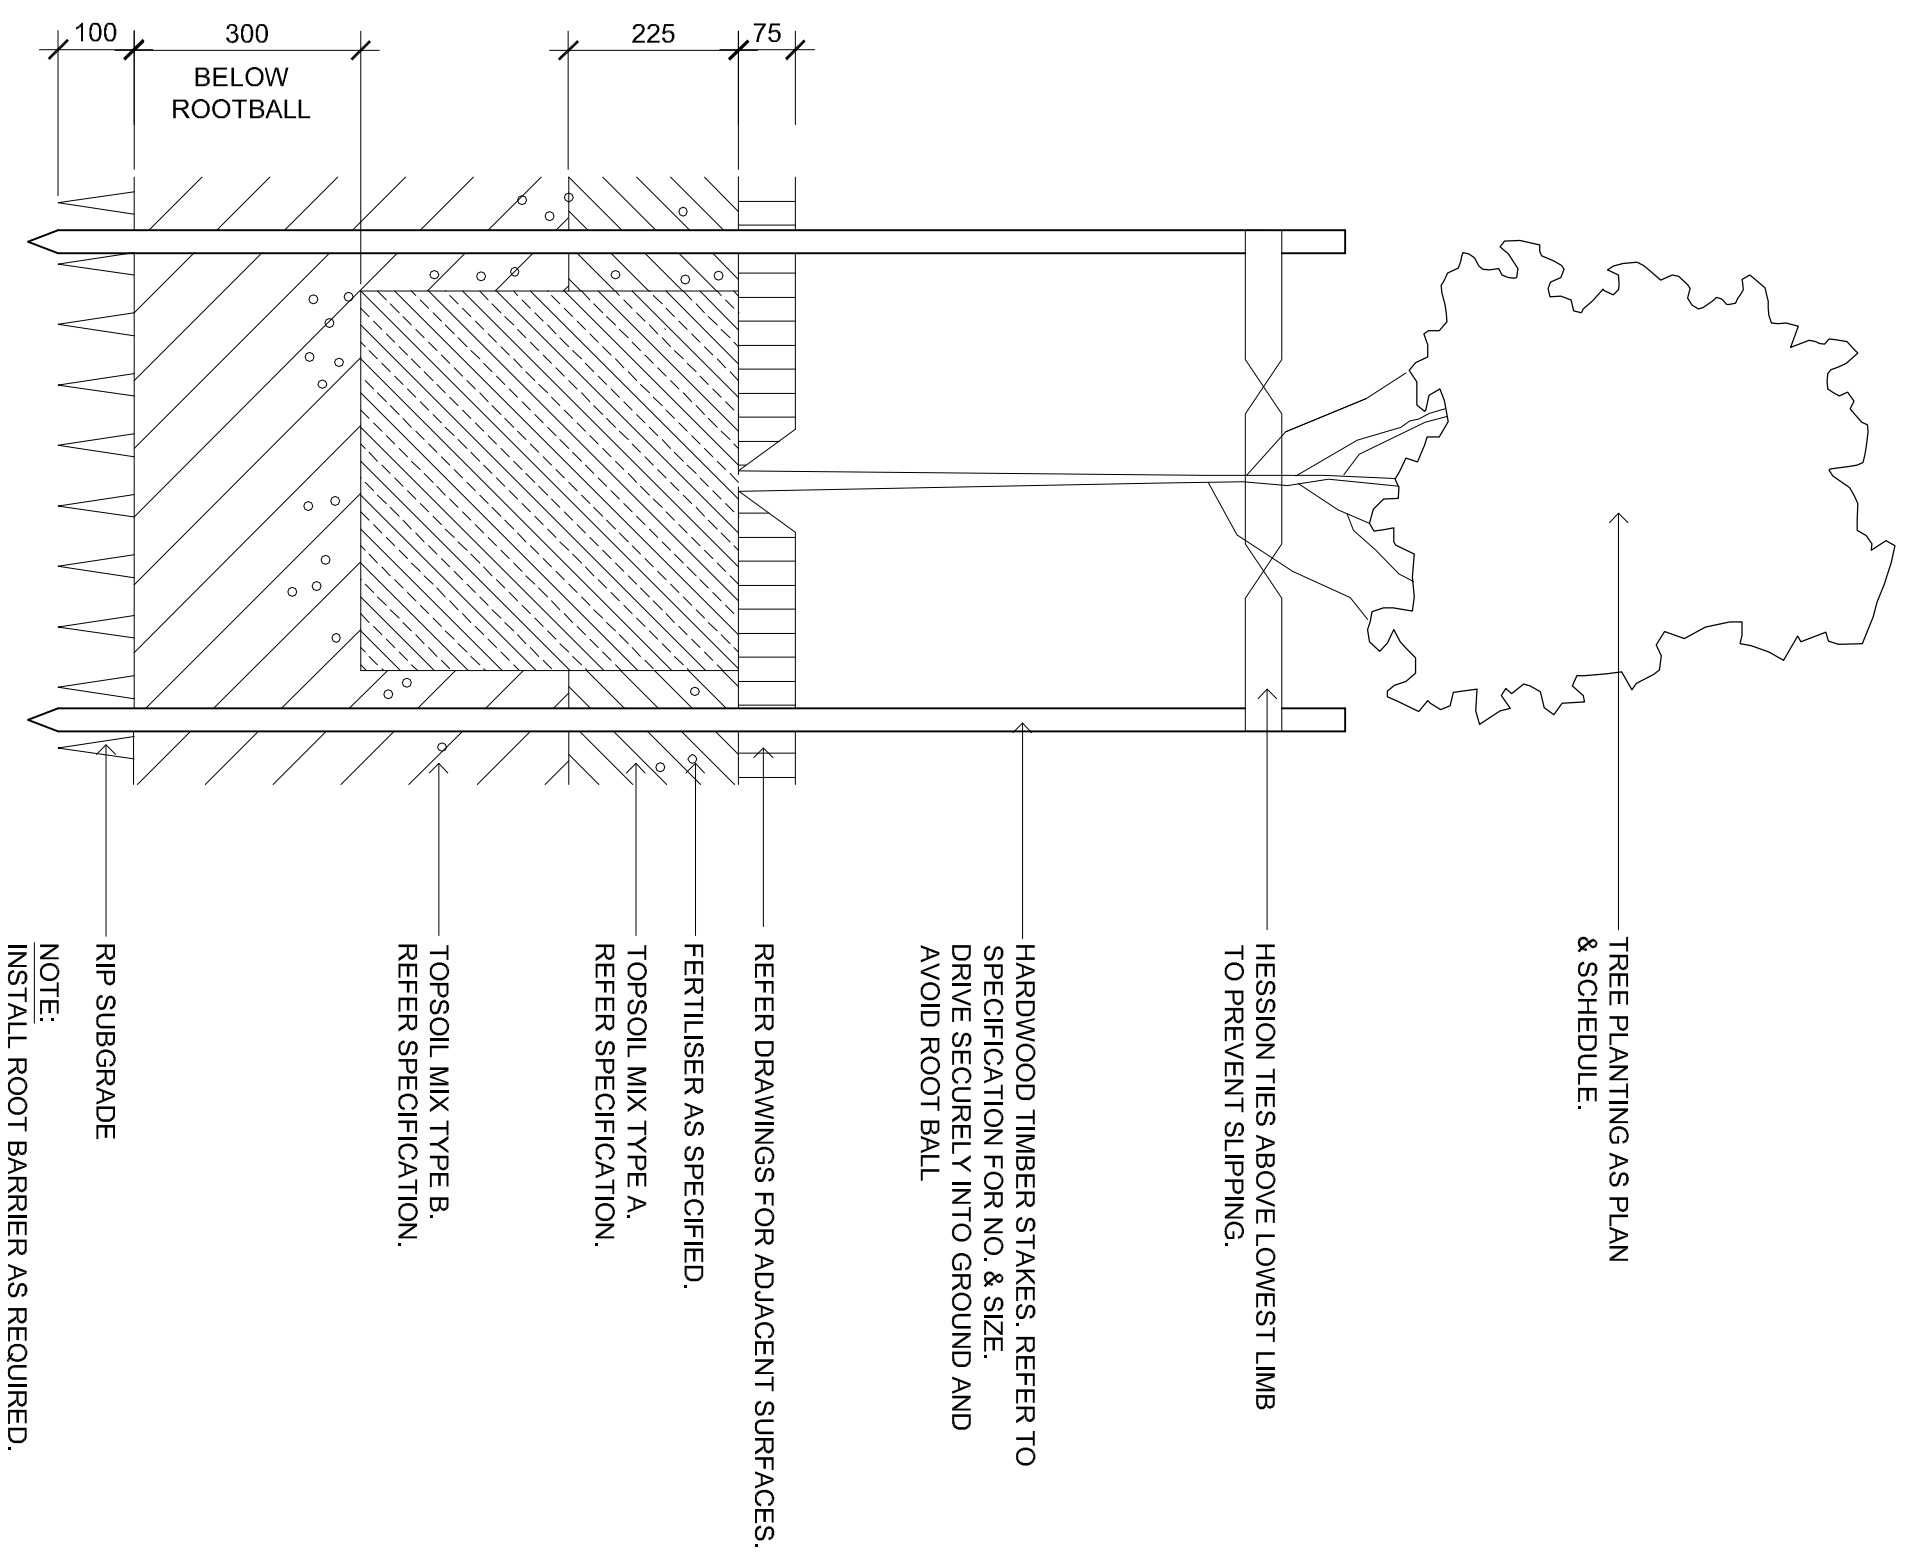 100
300
BELOW
ROOTBALL
225
75
TREE PLANTING AS PLAN
& SCHEDULE.
HESSION TIES ABOVE LOWEST LIMB
TO PREVENT SLIPPING.
HARDWOOD TIMBER STAKES. REFER TO
SPECIFICATION FOR NO. & SIZE.
DRIVE SECURELY INTO GROUND AND
AVOID ROOT BALL
REFER DRAWINGS FOR ADJACENT SURFACES.
FERTILISER AS SPECIFIED.
TOPSOIL MIX TYPE A.
REFER SPECIFICATION.
TOPSOIL MIX TYPE B.
REFER SPECIFICATION.
RIP SUBGRADE
NOTE:
INSTALL ROOT BARRIER AS REQUIRED.